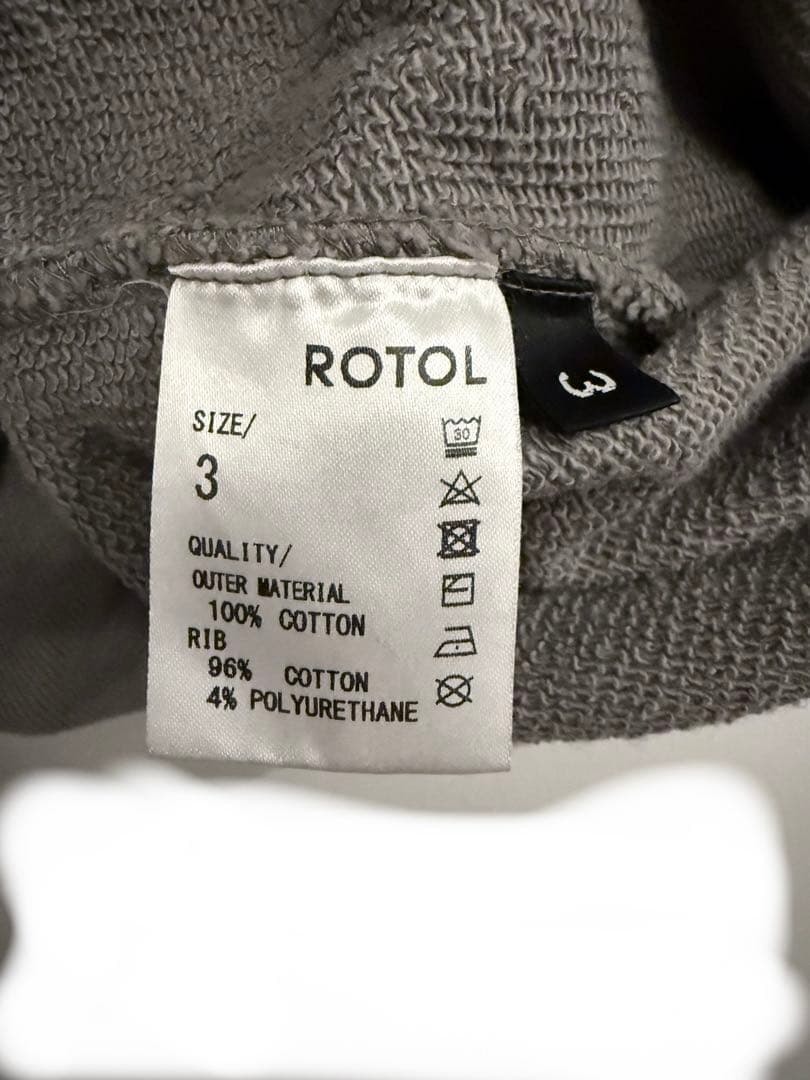 ROTOL
3
SIZE/
3
30
QUALITY/
OUTER MATERIAL
100% COTTON
RIB
96% COTTON
4% POLYURETHANE